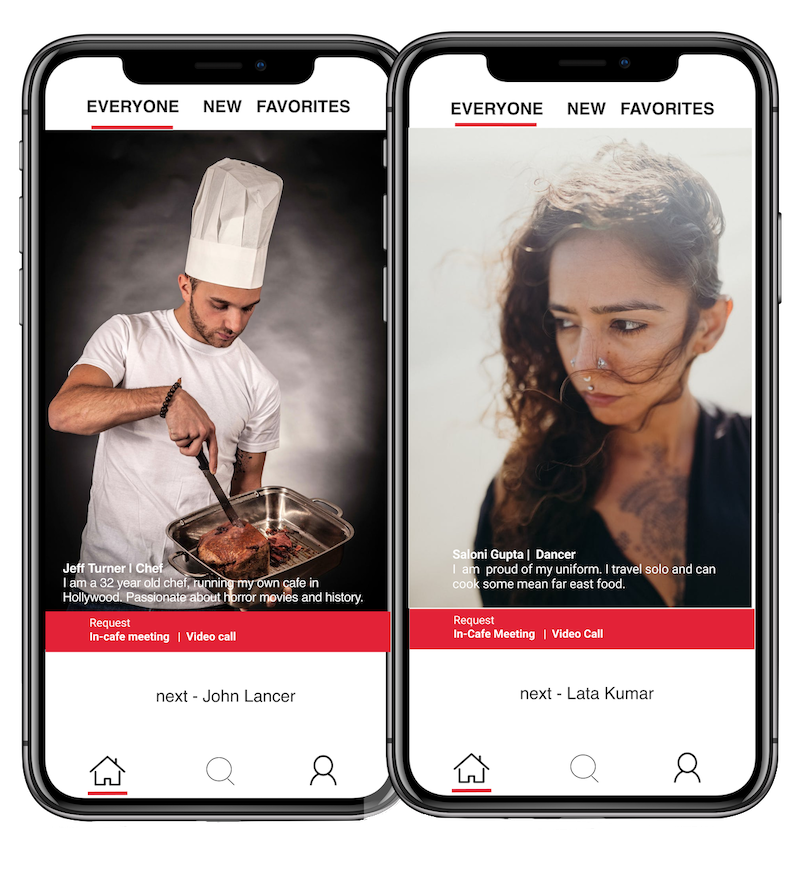 EVERYONE NEW FAVORITES
Jeff Turner I Chef
I am a 32 year old chef, running my own cafe in
Hollywood. Passionate about horror movies and history.
Request
In-cafe meeting | Video call
next - John Lancer
EVERYONE NEW FAVORITES
Saloni Gupta | Dancer
I am proud of my uniform. I travel solo and can
cook some mean far east food.
Request
In-Cafe Meeting | Video Call
next - Lata Kumar